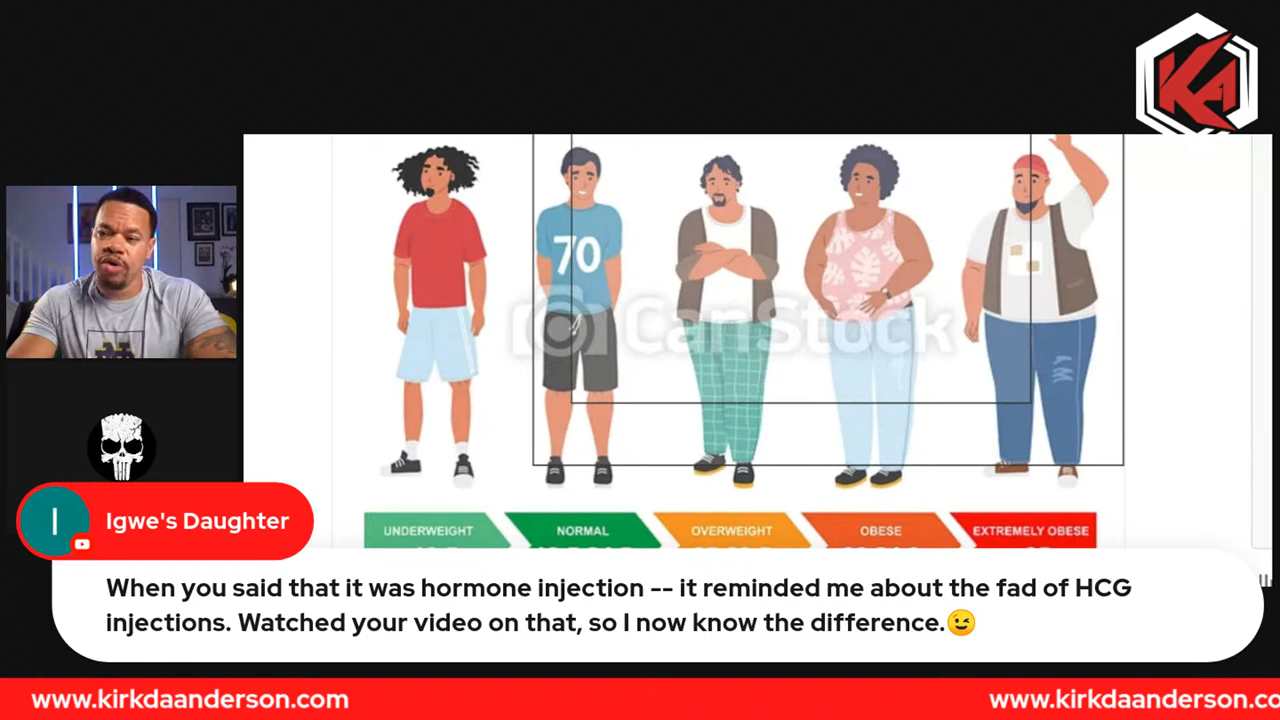 KA
70
CanStock
UNDERWEIGHT
NORMAL
OVERWEIGHT
OBESE
EXTREMELY OBESE
I
Igwe's Daughter
When you said that it was hormone injection -- it reminded me about the fad of HCG
injections. Watched your video on that, so I now know the difference.😉
www.kirkdaanderson.com
www.kirkdaanderson.co